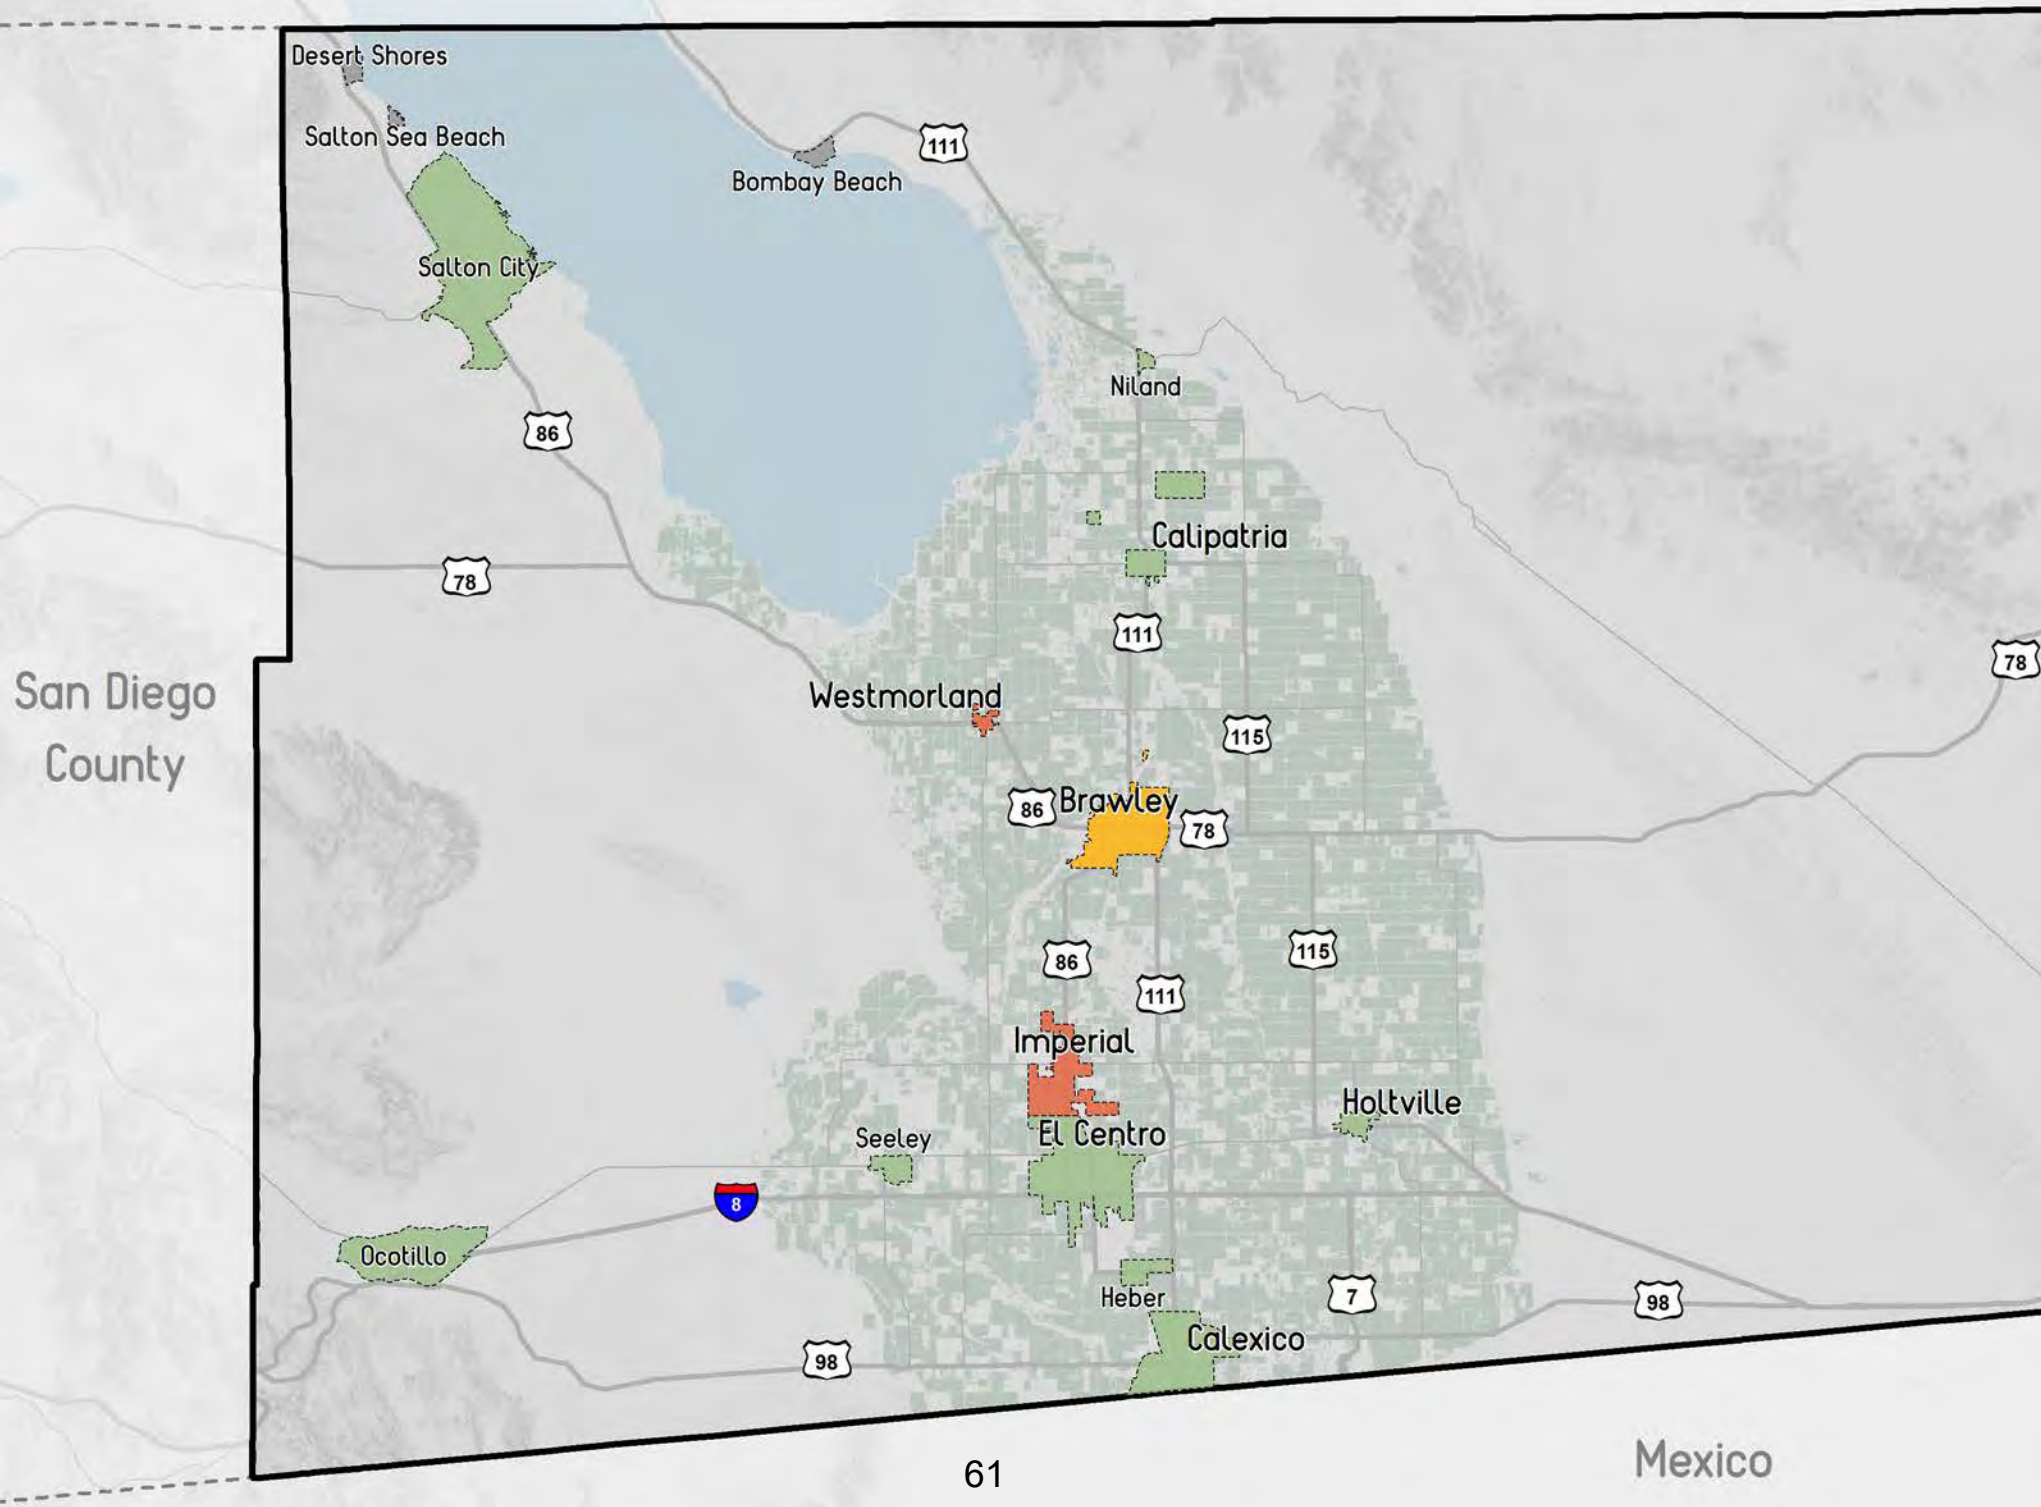 Desert Shores
Salton Sea Beach
111
Bombay Beach
Salton City
Niland
86
Calipatria
78
111
78
San Diego
County
Westmorland
115
86
Brawley
78
115
86
111
Imperial
Holtville
El Centro
Seeley
8
Ocotillo
Heber
7
98
Calexico
98
Mexico
61